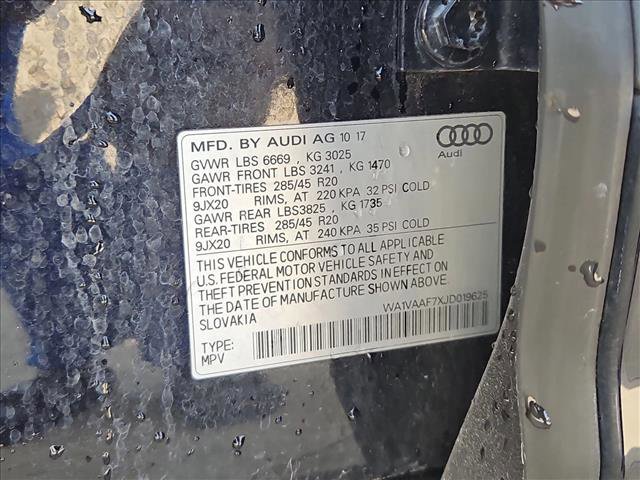 MFD. BY AUDI AG 10 17
Audi
GVWR LBS 6669 , KG 3025
GAWR FRONT LBS 3241 , KG 1470
FRONT-TIRES 285/45 R20
9JX20 RIMS, AT 220 KPA 32 PSI COLD
GAWR REAR LBS3825 , KG 1735
REAR-TIRES 285/45 R20
9JX20 RIMS, AT 240 KPA 35 PSI COLD
THIS VEHICLE CONFORMS TO ALL APPLICABLE
U.S. FEDERAL MOTOR VEHICLE SAFETY AND
THEFT PREVENTION STANDARDS IN EFFECT ON
THE DATE OF MANUFACTURE SHOWN ABOVE.
SLOVAKIA
WA1VAAF7XJD019625
TYPE:
MPV